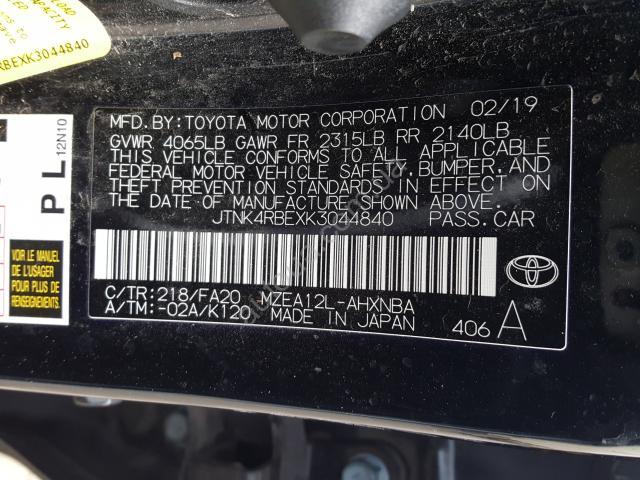 CAPACITY
RBEXK3044840
P L
12N10
VOIR LE MANUEL
DE L'USAGER
POUR PLUS DE
RENSEIGNEMENTS
MFD.BY:TOYOTA MOTOR CORPORATION 02/19
GVWR 4065LB GAWR FR 2315LB RR 2140LB
THIS VEHICLE CONFORMS TO ALL APPLICABLE
FEDERAL MOTOR VEHICLE SAFETY,BUMPER,AND
THEFT PREVENTION STANDARDS IN EFFECT ON
THE DATE OF MANUFACTURE SHOWN ABOVE.
JTNK4RBEXK3044840 PASS.CAR
C/TR:218/FA20 MZEA12L-AHXNBA
A/TM:-02A/K120 MADE IN JAPAN 406 A